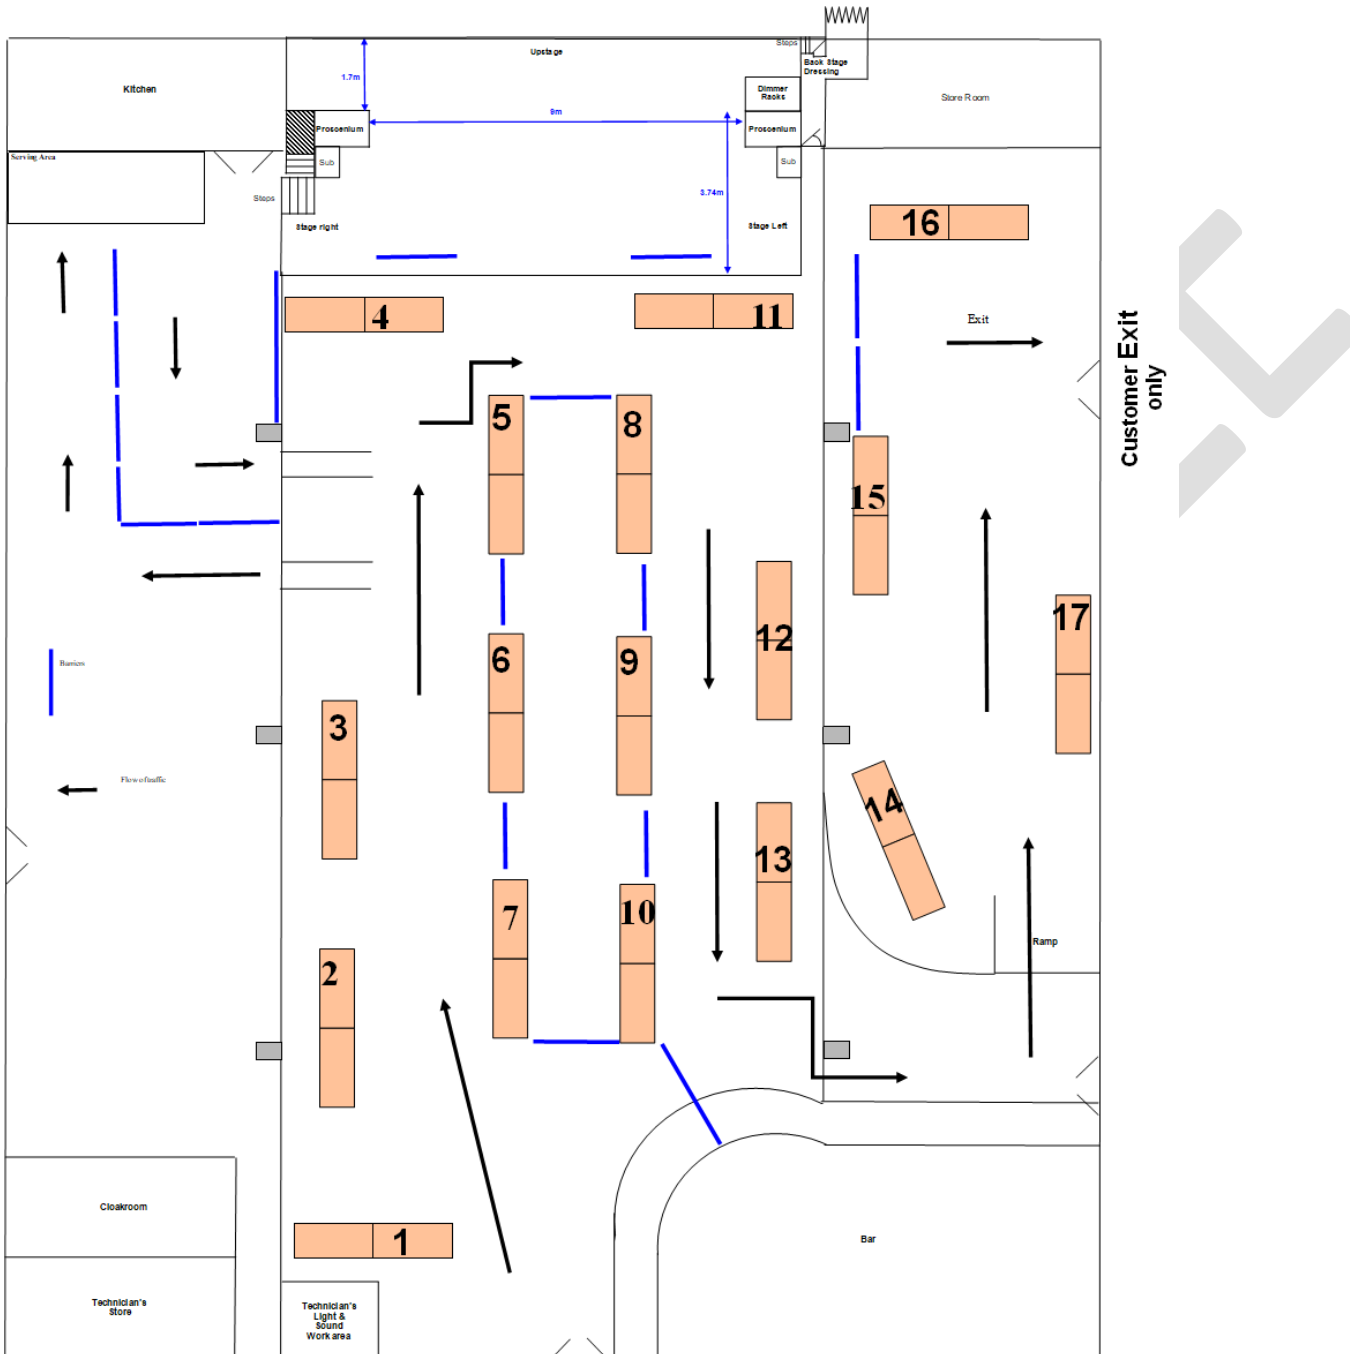 Upstage
Steps
Back Stage
Dressing
Kitchen
1.7m
Dimmer
Racks
Store Room
9m
Proscenium
Proscenium
Serving Area
Sub
Sub
Steps
3.74m
Stage right
Stage Left
16
4
11
Exit
Customer Exit
only
5
8
15
12
17
6
9
Barriers
3
Flow of traffic
14
13
7
10
Ramp
2
Cloakroom
1
Bar
Technician's
Store
Technician's
Light &
Sound
Work area